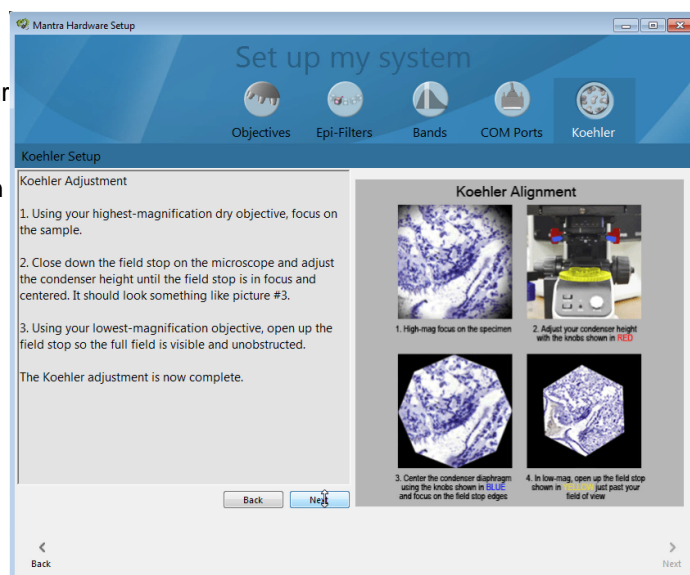 Mantra Hardware Setup
Set up my system
Objectives
Epi-Filters
Bands
COM Ports
Koehler
Koehler Setup
Koehler Adjustment
1. Using your highest-magnification dry objective, focus on
the sample.
2. Close down the field stop on the microscope and adjust
the condenser height until the field stop is in focus and
centered. It should look something like picture #3.
3. Using your lowest-magnification objective, open up the
field stop so the full field is visible and unobstructed.
The Koehler adjustment is now complete.
Back
Next
Koehler Alignment
1. High-mag focus on the specimen
2. Adjust your condenser height
with the knobs shown in RED
3. Center the condenser diaphragm
using the knobs shown in BLUE
and focus on the field stop edges
4. In low-mag, open up the field stop
shown in YELLOW just past your
field of view
Back
Next